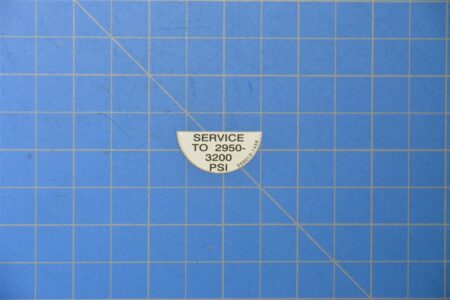 SERVICE
TO 2950-
3200
PSI